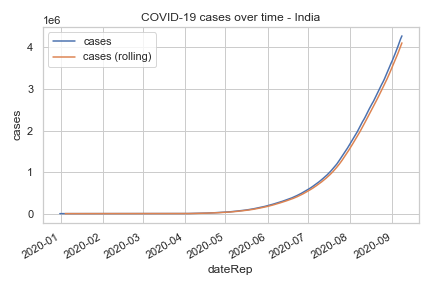 COVID-19 cases over time - India
1e6
cases
cases (rolling)
4
3
2
1
0
cases
2020-01
2020-02
2020-03
2020-04
2020-05
2020-06
2020-07
2020-08
2020-09
dateRep